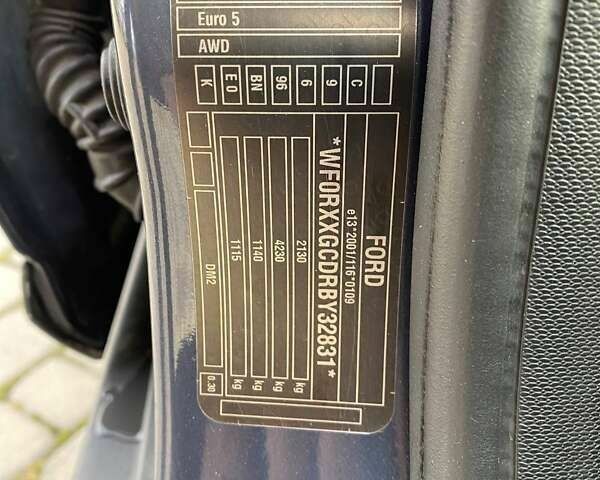 Euro 5
AWD
K EO BN 96 6 9 C
FORD
e13*2001/116*0109
*WF0RXXGCDRBY32831*
2130 kg
4230 kg
1140 kg
1115 kg
DM2
0.30